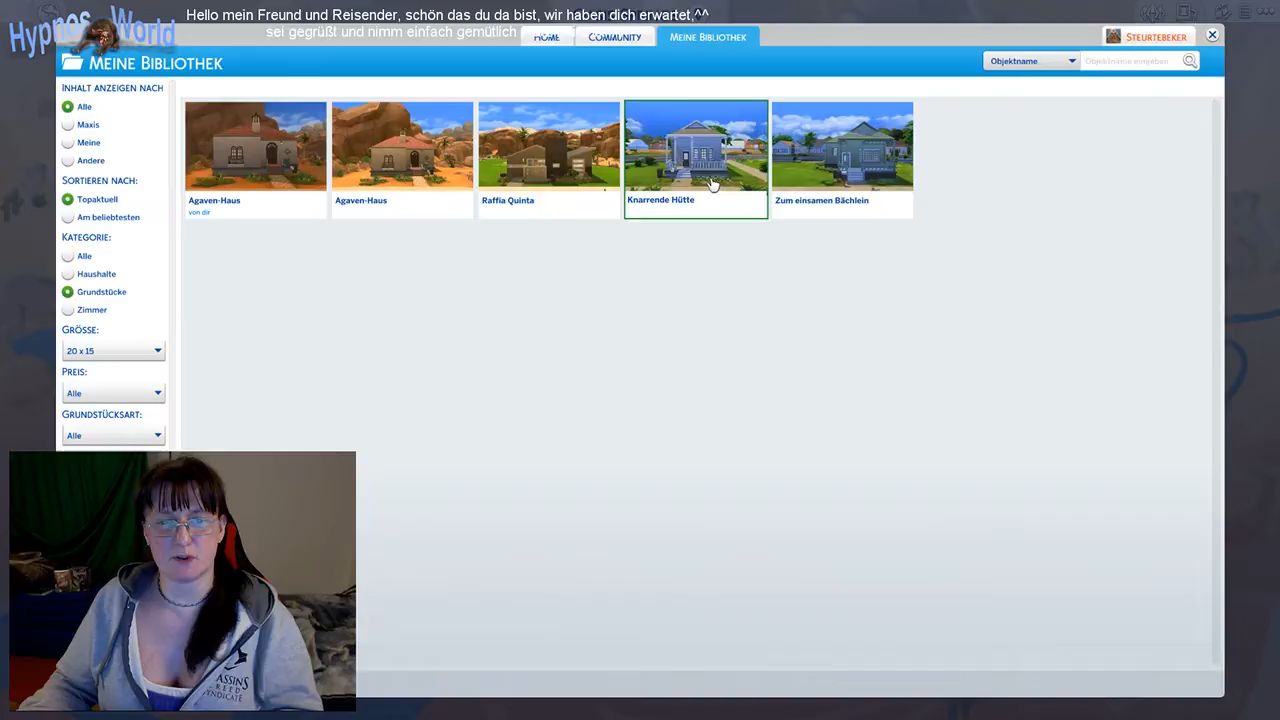 Hello mein Freund und Reisender, schön das du da bist, wir haben dich erwartet,^^
sei gegrüßt und nimm einfach gemütlich
Hypnos World
HOME
COMMUNITY
MEINE BIBLIOTHEK
STEURTEBEKER
MEINE BIBLIOTHEK
Objektname
Objektname eingeben
INHALT ANZEIGEN NACH
Alle
Maxis
Meine
Andere
SORTIEREN NACH:
Topaktuell
Am beliebtesten
KATEGORIE:
Alle
Haushalte
Grundstücke
Zimmer
GRÖSSE:
20 x 15
PREIS:
Alle
GRUNDSTÜCKSART:
Alle
Agaven-Haus
von dir
Agaven-Haus
Raffia Quinta
Knarrende Hütte
Zum einsamen Bächlein